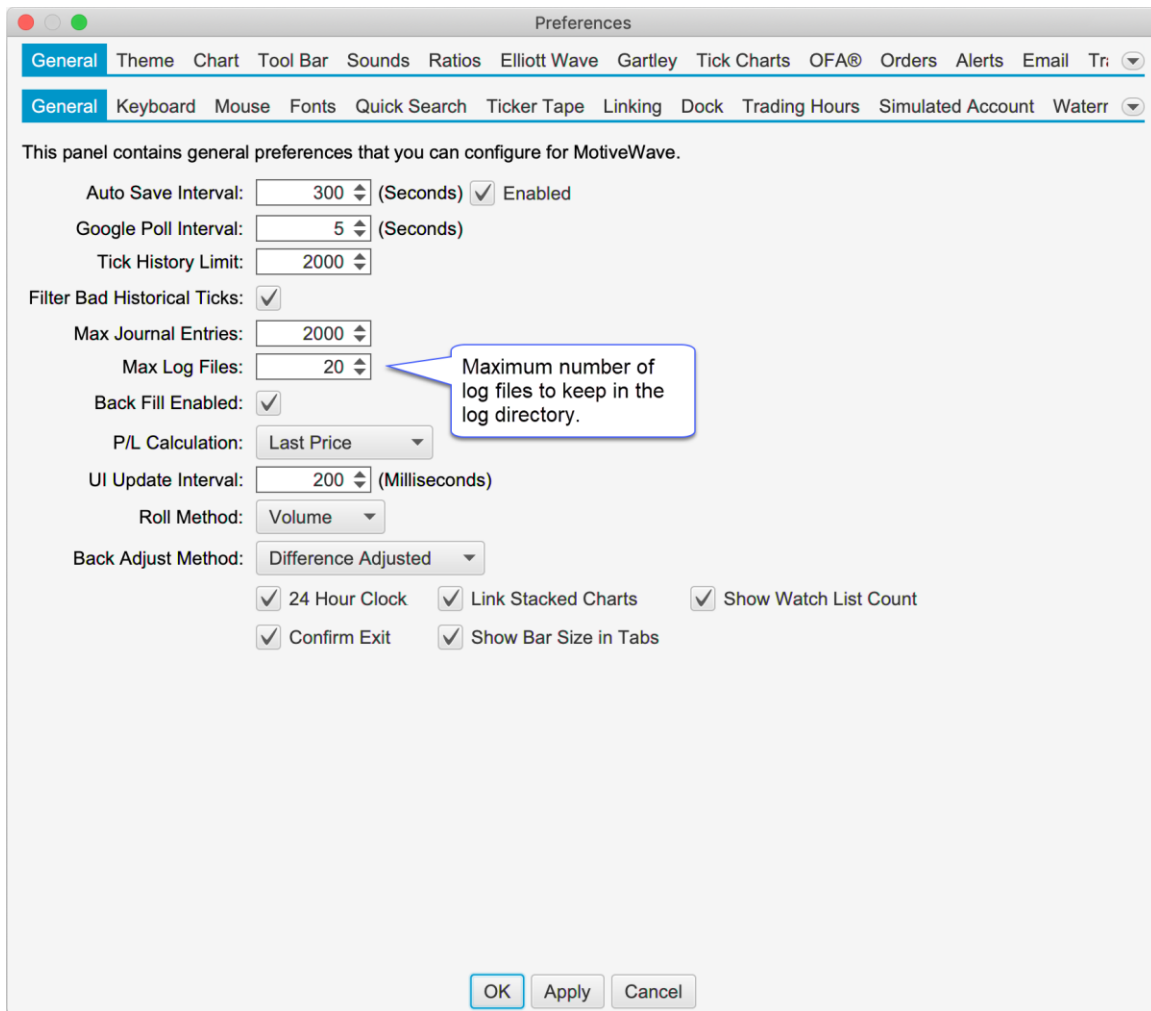 Preferences
General Theme Chart Tool Bar Sounds Ratios Elliott Wave Gartley Tick Charts OFA® Orders Alerts Email
General Keyboard Mouse Fonts Quick Search Ticker Tape Linking Dock Trading Hours Simulated Account
This panel contains general preferences that you can configure for MotiveWave.
Auto Save Interval: 300 (Seconds) Enabled
Google Poll Interval: 5 (Seconds)
Tick History Limit: 2000
Filter Bad Historical Ticks:
Max Journal Entries: 2000
Max Log Files: 20
Maximum number of
log files to keep in the
log directory.
Back Fill Enabled:
P/L Calculation: Last Price
UI Update Interval: 200 (Milliseconds)
Roll Method: Volume
Back Adjust Method: Difference Adjusted
24 Hour Clock Link Stacked Charts Show Watch List Count
Confirm Exit Show Bar Size in Tabs
OK Apply Cancel